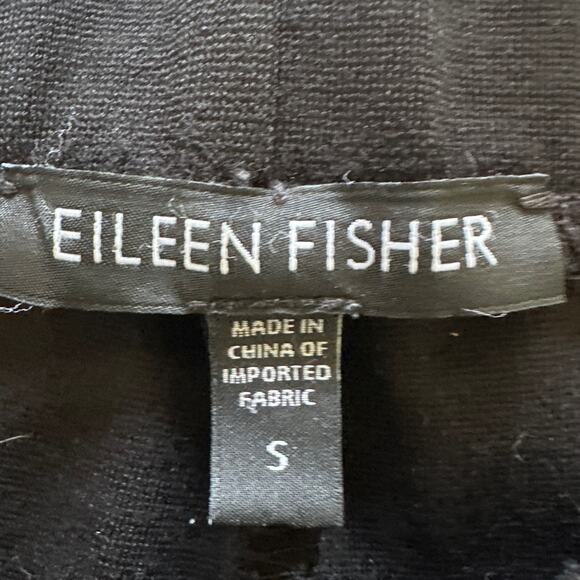 EILEEN FISHER
MADE IN
CHINA OF
IMPORTED
FABRIC
S